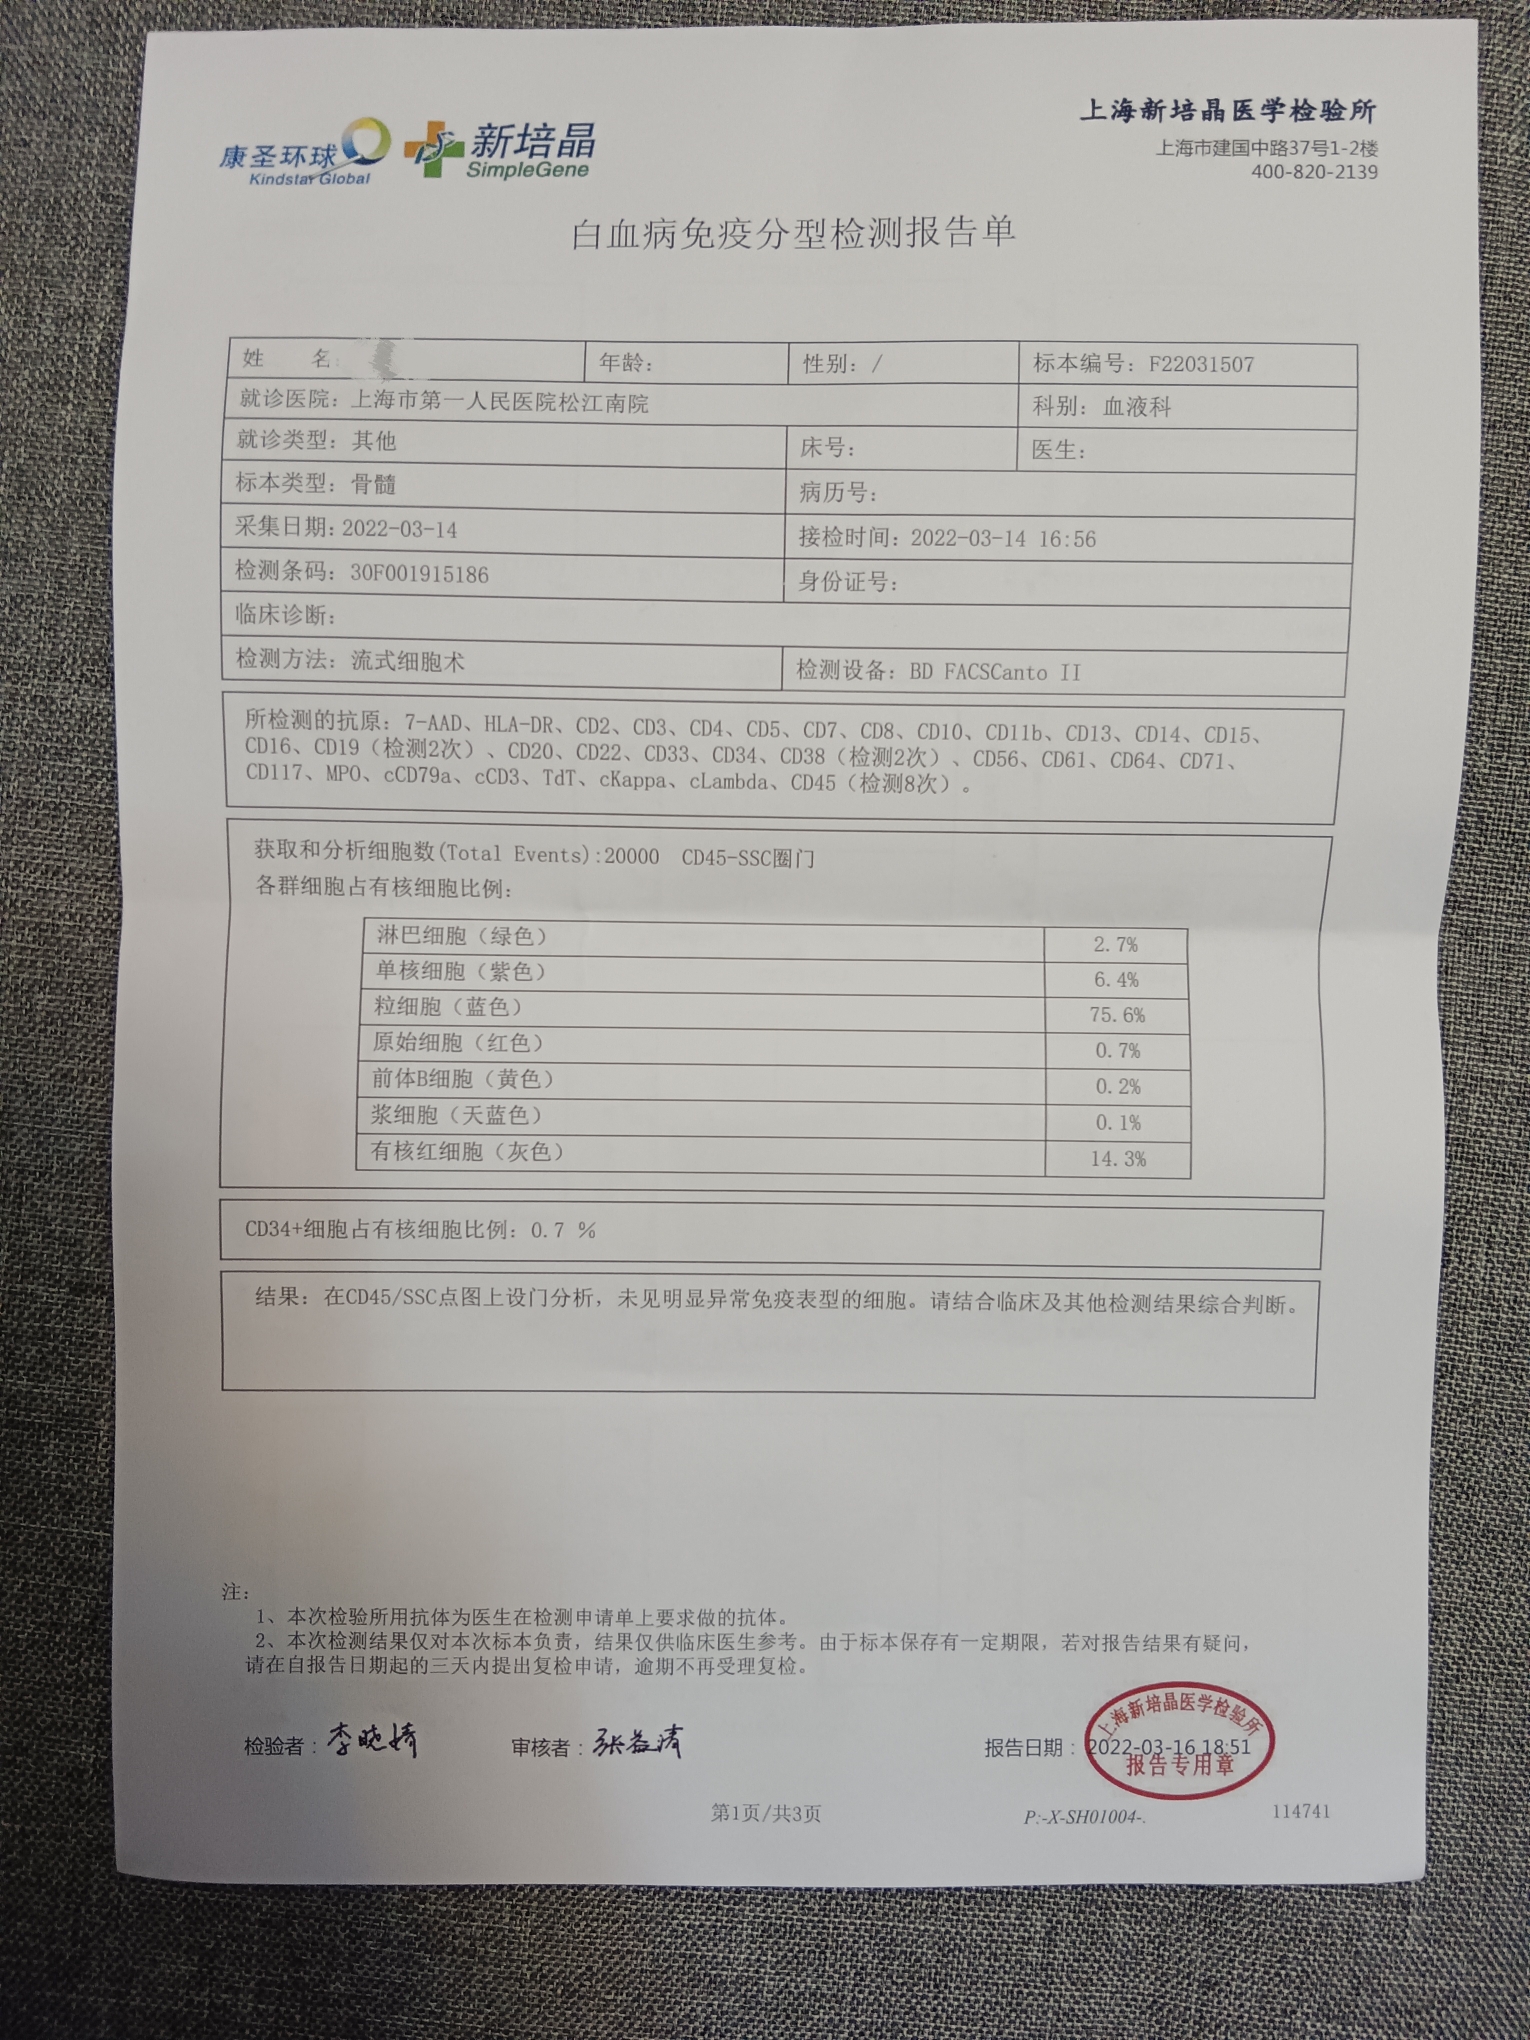 康圣环球
Kindstar Global
新培晶
SimpleGene
上海新培晶医学检验所
上海市建国中路37号1-2楼
400-820-2139
白血病免疫分型检测报告单
姓 名: 年龄: 性别: / 标本编号: F22031507
就诊医院: 上海市第一人民医院松江南院 科别: 血液科
就诊类型: 其他 床号: 医生:
标本类型: 骨髓 病历号:
采集日期: 2022-03-14 接检时间: 2022-03-14 16:56
检测条码: 30F001915186 身份证号:
临床诊断:
检测方法: 流式细胞术 检测设备: BD FACSCanto II
所检测的抗原: 7-AAD、HLA-DR、CD2、CD3、CD4、CD5、CD7、CD8、CD10、CD11b、CD13、CD14、CD15、
CD16、CD19（检测2次）、CD20、CD22、CD33、CD34、CD38（检测2次）、CD56、CD61、CD64、CD71、
CD117、MPO、cCD79a、cCD3、TdT、cKappa、cLambda、CD45（检测8次）。
获取和分析细胞数(Total Events):20000 CD45-SSC圈门
各群细胞占有核细胞比例:
淋巴细胞（绿色） 2.7%
单核细胞（紫色） 6.4%
粒细胞（蓝色） 75.6%
原始细胞（红色） 0.7%
前体B细胞（黄色） 0.2%
浆细胞（天蓝色） 0.1%
有核红细胞（灰色） 14.3%
CD34+细胞占有核细胞比例: 0.7 %
结果: 在CD45/SSC点图上设门分析，未见明显异常免疫表型的细胞。请结合临床及其他检测结果综合判断。
注:
1、本次检验所用抗体为医生在检测申请单上要求做的抗体。
2、本次检测结果仅对本次标本负责，结果仅供临床医生参考。由于标本保存有一定期限，若对报告结果有疑问，
请在自报告日期起的三天内提出复检申请，逾期不再受理复检。
检验者: 李晓婧 审核者: 张益清 报告日期: 2022-03-16 18:51
上海新培晶医学检验所
报告专用章
第1页/共3页 P:-X-SH01004-. 114741